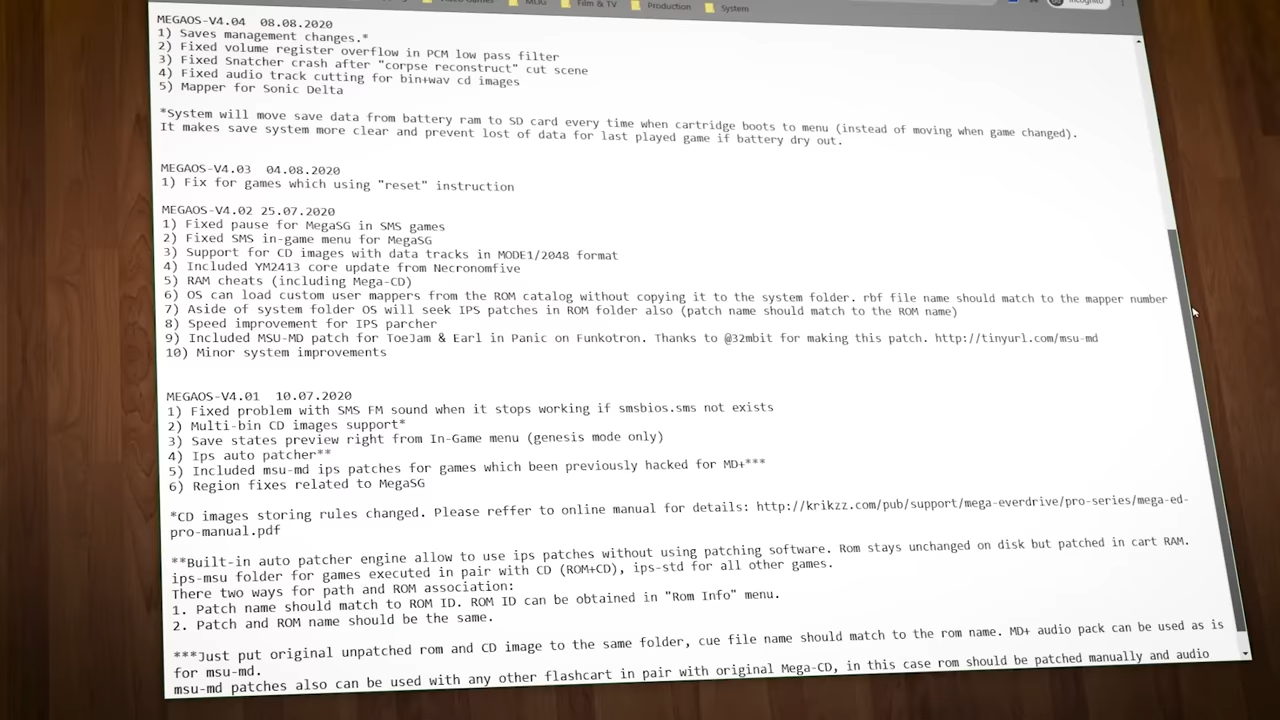 Film & TV
Production
System
Incognito
MEGAOS-V4.04 08.08.2020
1) Saves management changes.*
2) Fixed volume register overflow in PCM low pass filter
3) Fixed Snatcher crash after "corpse reconstruct" cut scene
4) Fixed audio track cutting for bin+wav cd images
5) Mapper for Sonic Delta
*System will move save data from battery ram to SD card every time when cartridge boots to menu (instead of moving when game changed).
It makes save system more clear and prevent lost of data for last played game if battery dry out.
MEGAOS-V4.03 04.08.2020
1) Fix for games which using "reset" instruction
MEGAOS-V4.02 25.07.2020
1) Fixed pause for MegaSG in SMS games
2) Fixed SMS in-game menu for MegaSG
3) Support for CD images with data tracks in MODE1/2048 format
4) Included YM2413 core update from Necronomfive
5) RAM cheats (including Mega-CD)
6) OS can load custom user mappers from the ROM catalog without copying it to the system folder. rbf file name should match to the mapper number
7) Aside of system folder OS will seek IPS patches in ROM folder also (patch name should match to the ROM name)
8) Speed improvement for IPS parcher
9) Included MSU-MD patch for ToeJam & Earl in Panic on Funkotron. Thanks to @32mbit for making this patch. http://tinyurl.com/msu-md
10) Minor system improvements
MEGAOS-V4.01 10.07.2020
1) Fixed problem with SMS FM sound when it stops working if smsbios.sms not exists
2) Multi-bin CD images support*
3) Save states preview right from In-Game menu (genesis mode only)
4) Ips auto patcher**
5) Included msu-md ips patches for games which been previously hacked for MD+***
6) Region fixes related to MegaSG
*CD images storing rules changed. Please reffer to online manual for details: http://krikzz.com/pub/support/mega-everdrive/pro-series/mega-ed-
pro-manual.pdf
**Built-in auto patcher engine allow to use ips patches without using patching software. Rom stays unchanged on disk but patched in cart RAM.
ips-msu folder for games executed in pair with CD (ROM+CD), ips-std for all other games.
There two ways for path and ROM association:
1. Patch name should match to ROM ID. ROM ID can be obtained in "Rom Info" menu.
2. Patch and ROM name should be the same.
***Just put original unpatched rom and CD image to the same folder, cue file name should match to the rom name. MD+ audio pack can be used as is
for msu-md.
msu-md patches also can be used with any other flashcart in pair with original Mega-CD, in this case rom should be patched manually and audio